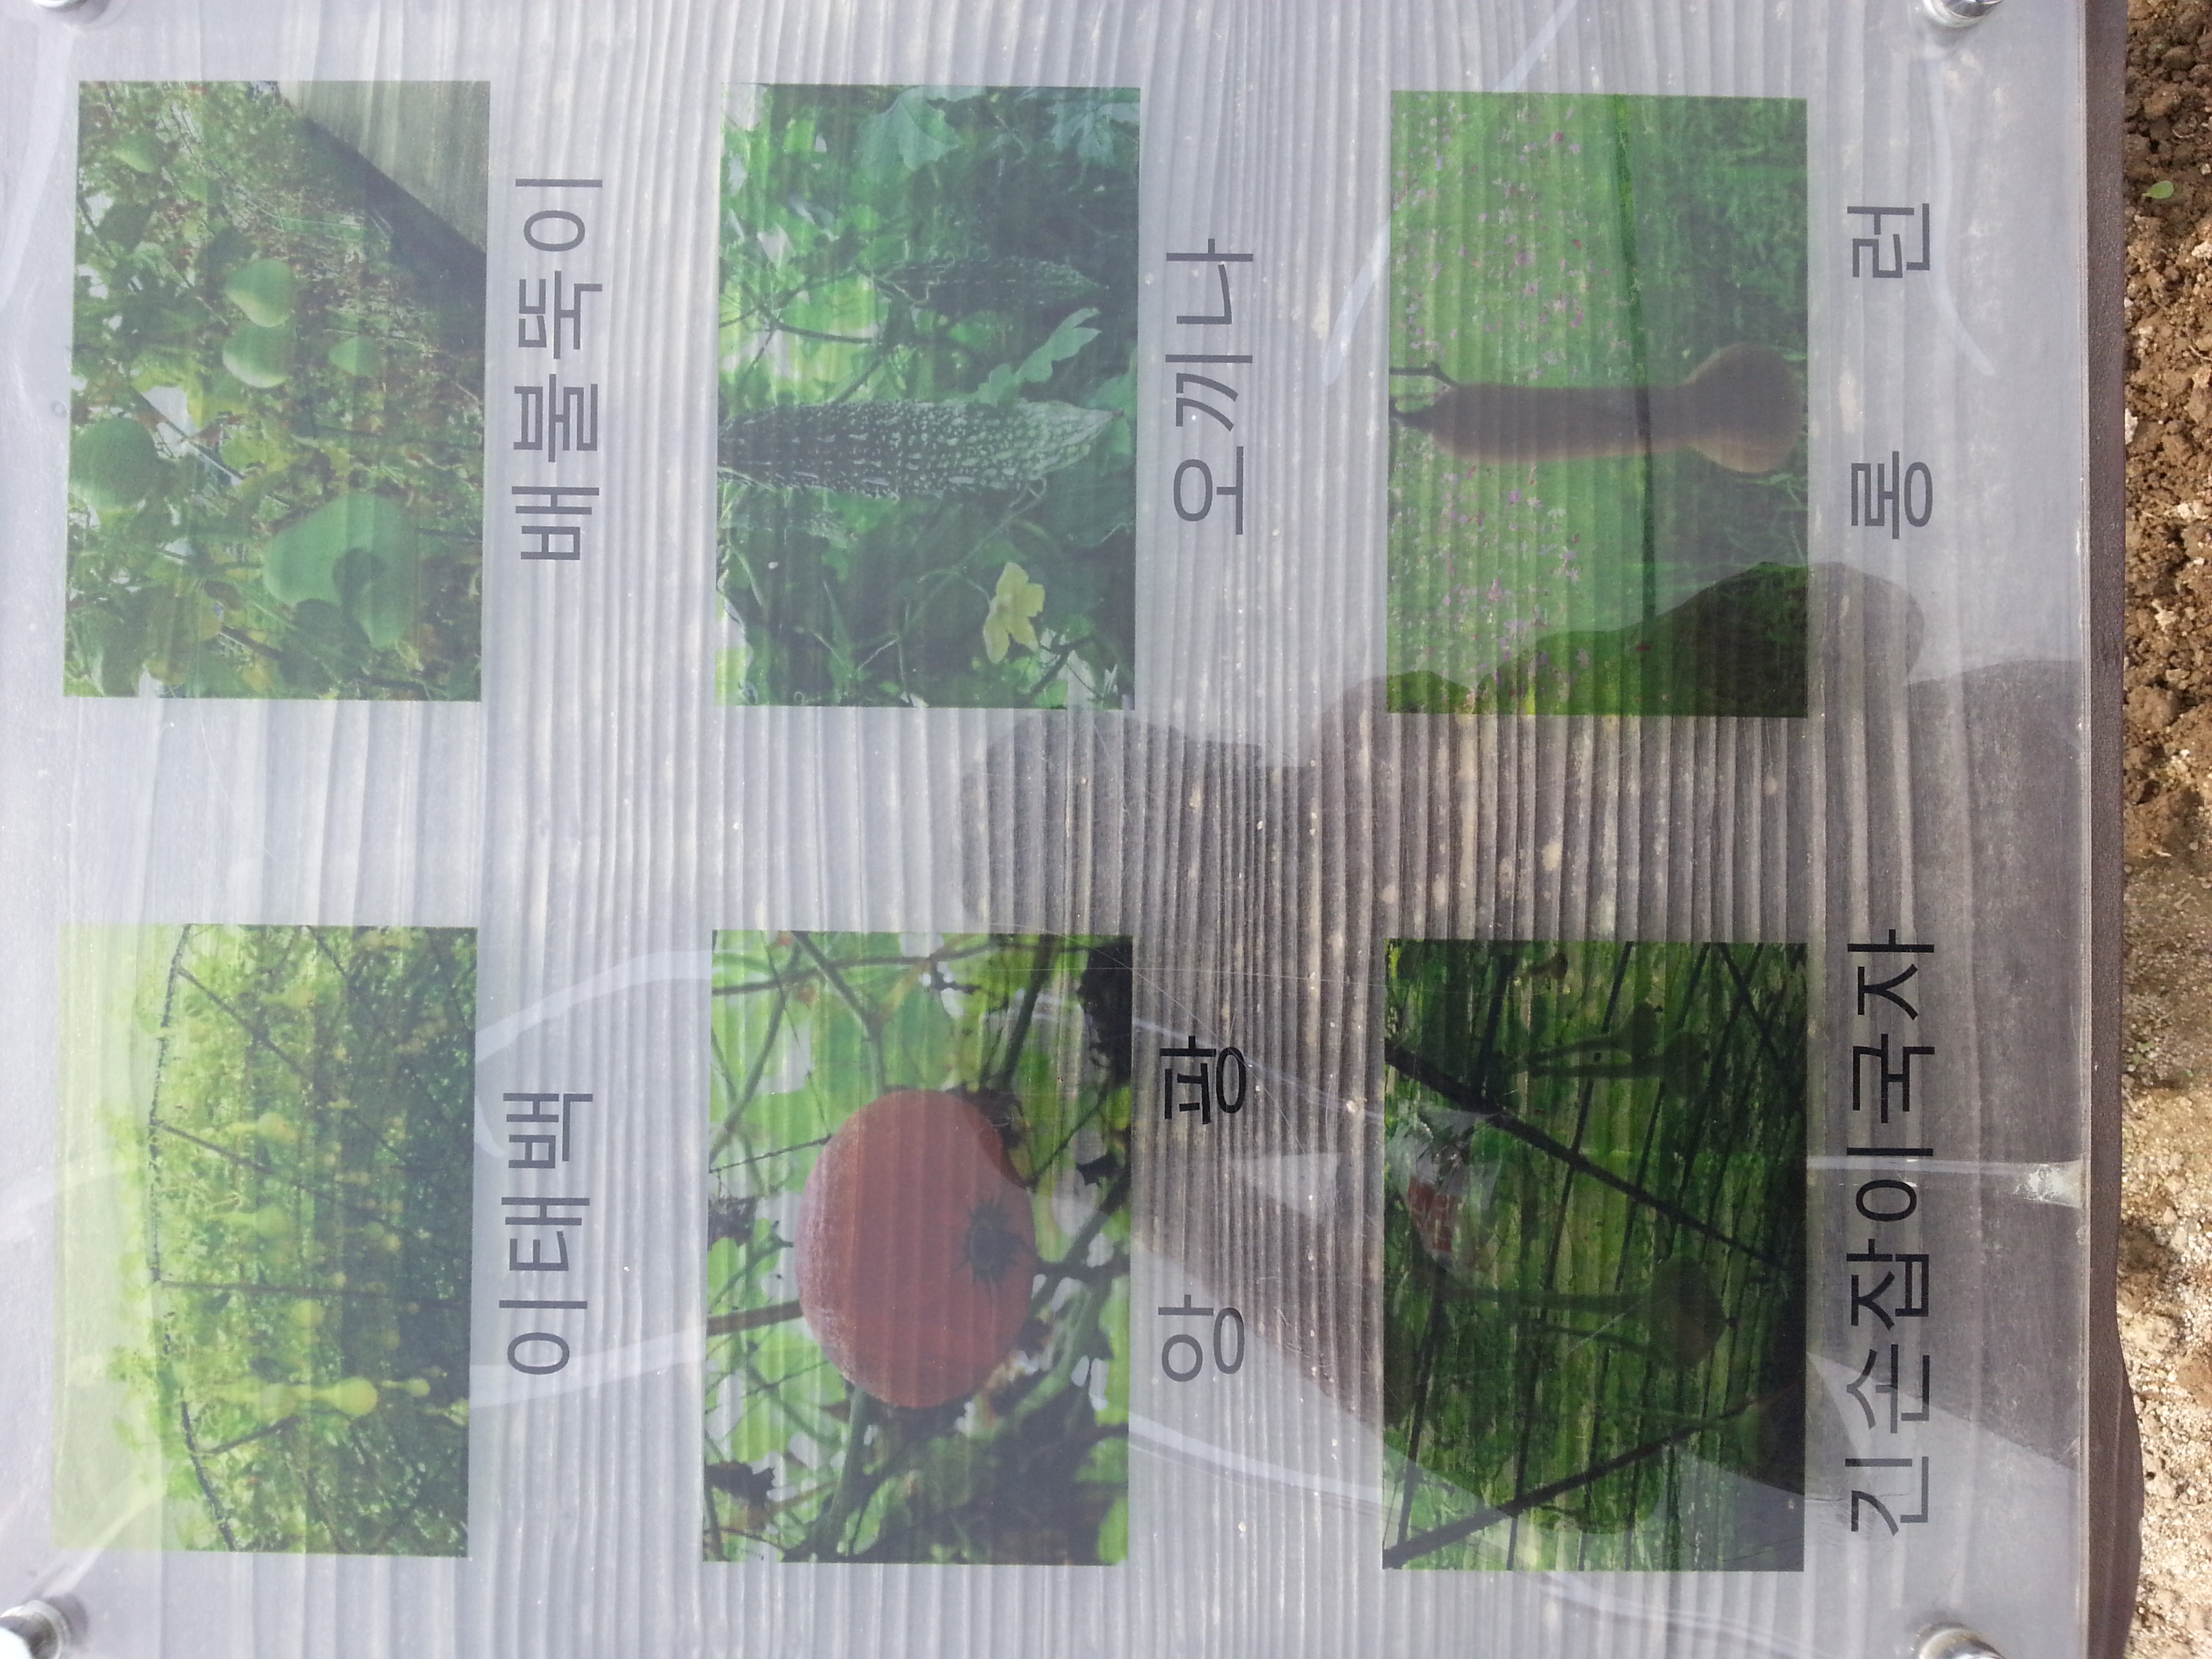 이태백
배불뚝이
앙 팡
오끼나
긴손잡이국자
롱 런